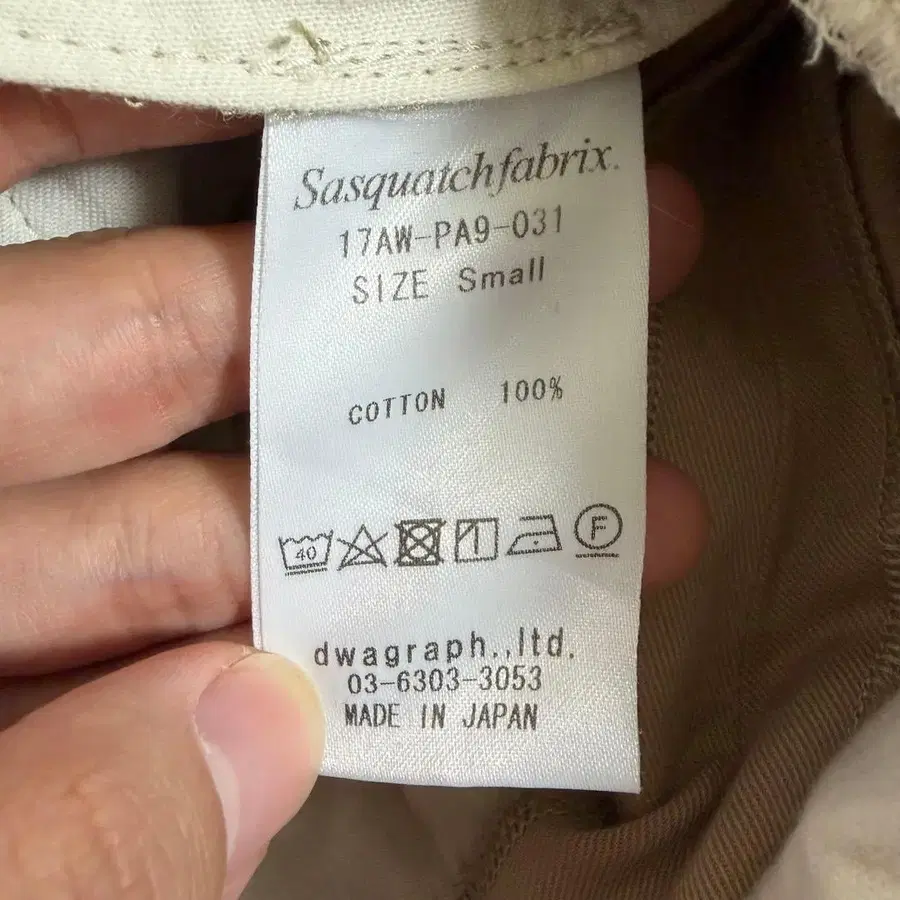 Sasquatchfabrix.
17AW-PA9-031
SIZE Small
COTTON 100%
40 F
dwagraph.,ltd.
03-6303-3053
MADE IN JAPAN